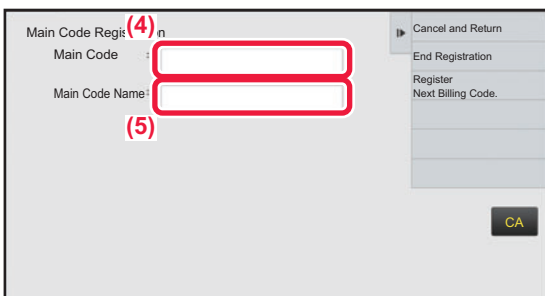 (4)
Main Code Regis n
Main Code :
Main Code Name:
(5)
Cancel and Return
End Registration
Register
Next Billing Code.
CA